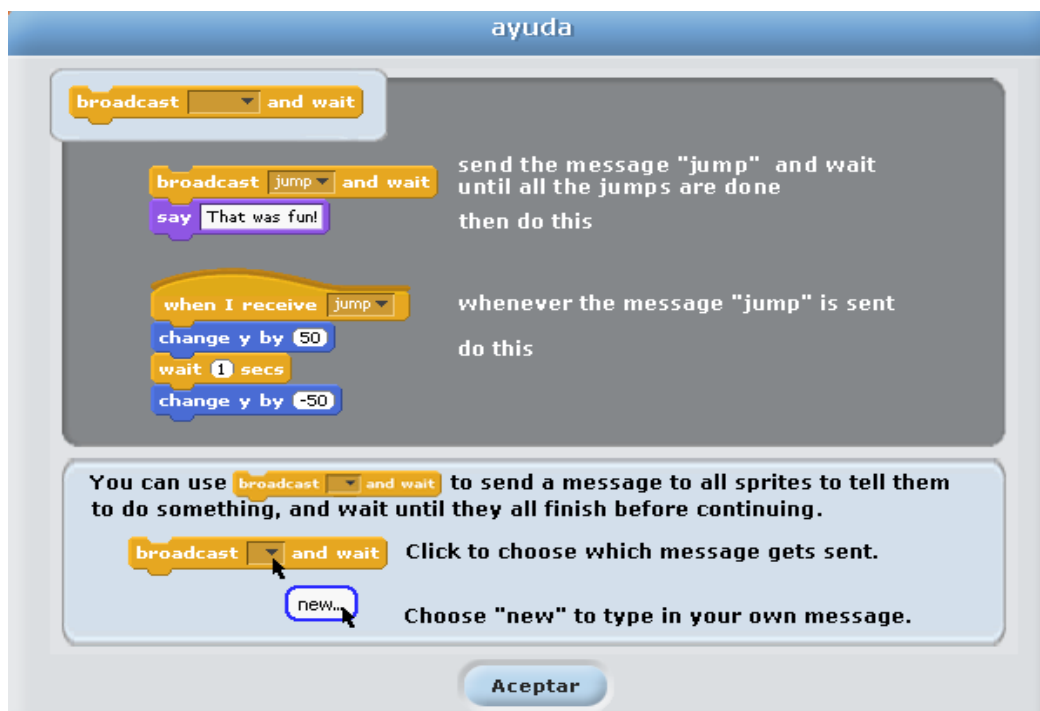 ayuda
broadcast and wait
broadcast jump and wait
send the message "jump" and wait
until all the jumps are done
say That was fun!
then do this
when I receive jump
whenever the message "jump" is sent
change y by 50
do this
wait 1 secs
change y by -50
You can use broadcast and wait to send a message to all sprites to tell them
to do something, and wait until they all finish before continuing.
broadcast and wait Click to choose which message gets sent.
new...
Choose "new" to type in your own message.
Aceptar